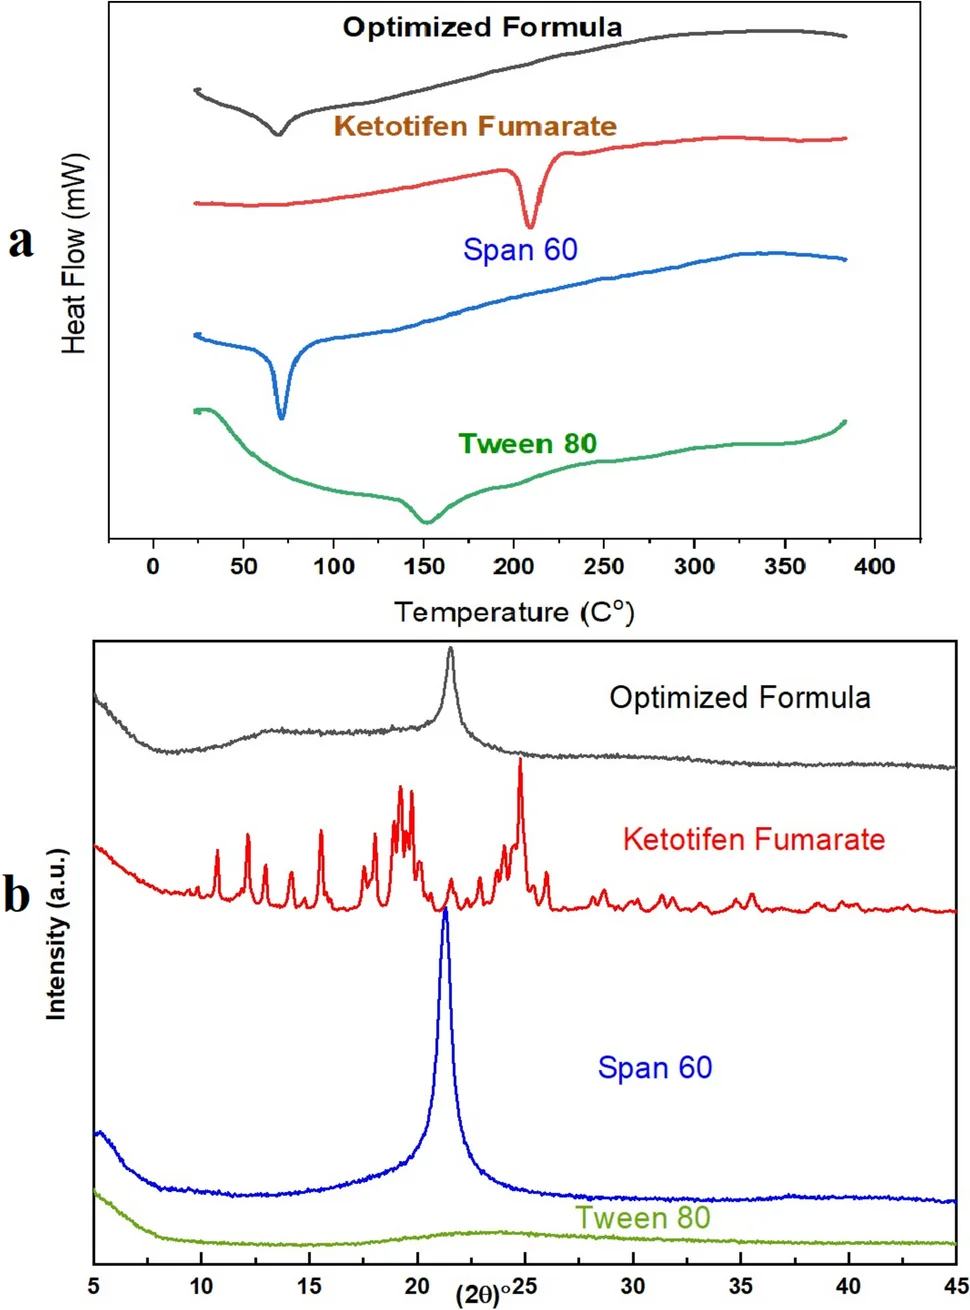 Optimized Formula
Ketotifen Fumarate
a
Heat Flow (mW)
Span 60
Tween 80
0 50 100 150 200 250 300 350 400
Temperature (C°)
Optimized Formula
Ketotifen Fumarate
b
Intensity (a.u.)
Span 60
Tween 80
5 10 15 20 25 30 35 40 45
(2θ)°